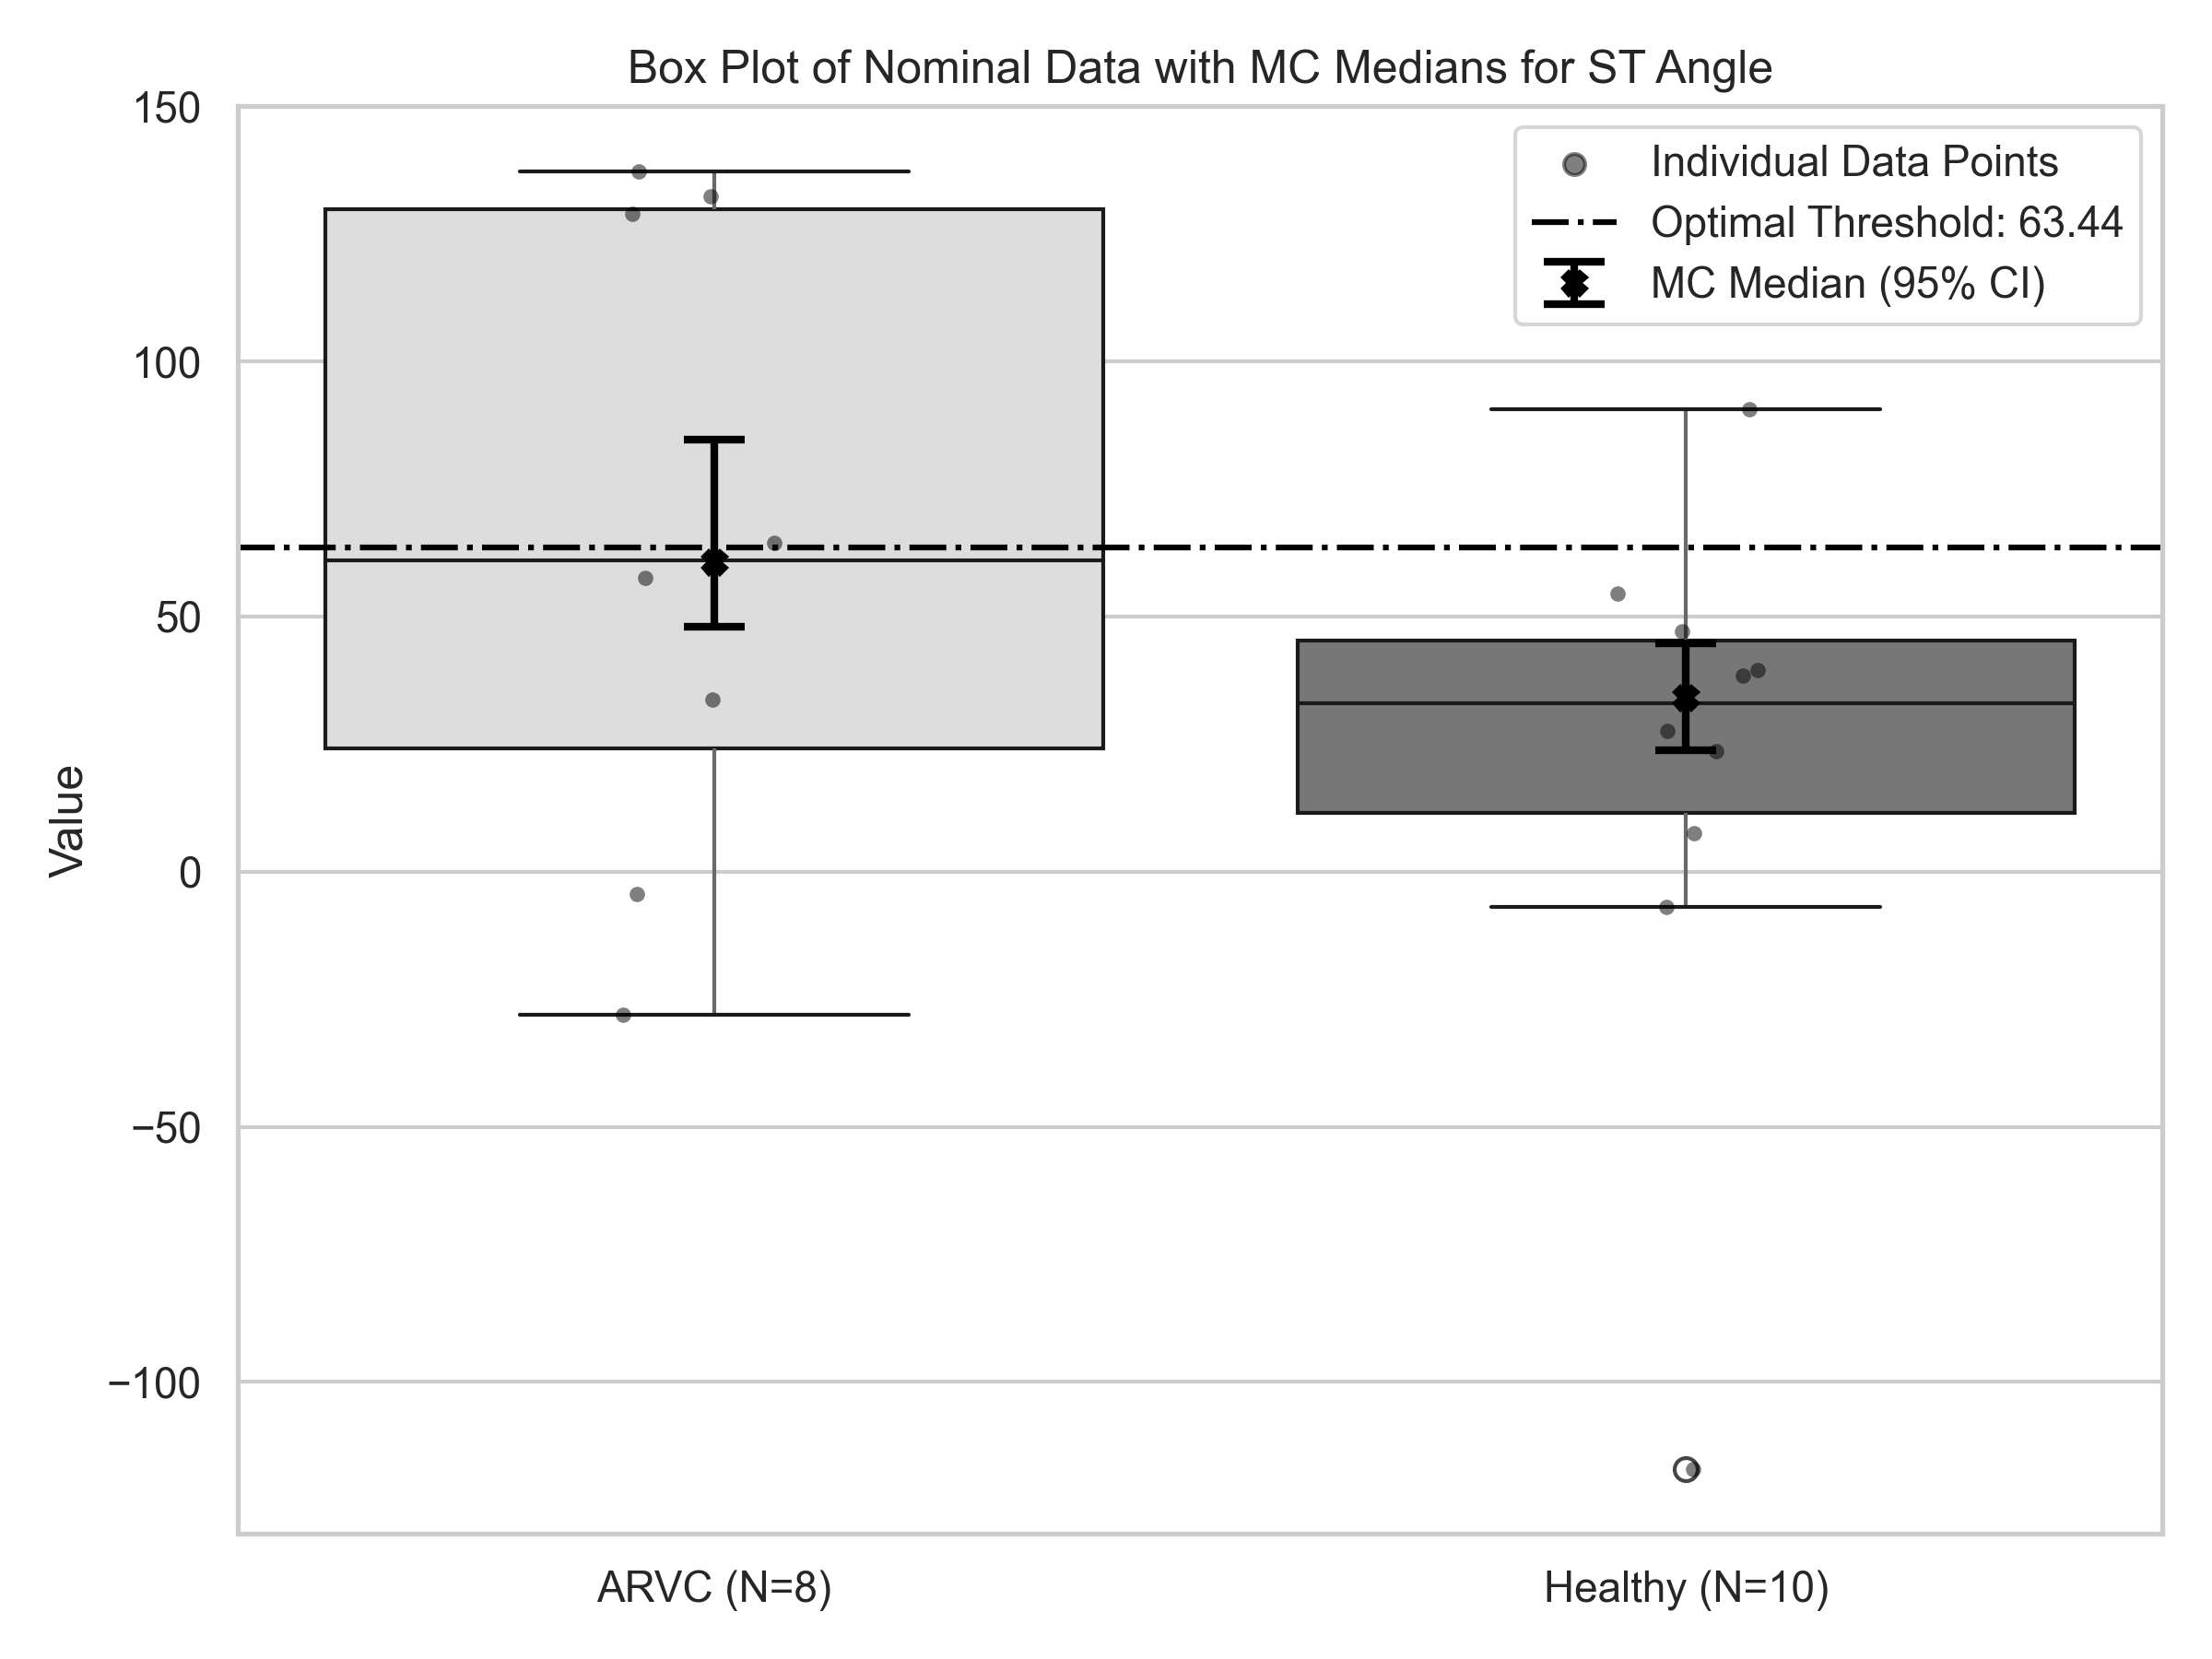 Box Plot of Nominal Data with MC Medians for ST Angle
150
100
50
0
−50
−100
Value
Individual Data Points
Optimal Threshold: 63.44
MC Median (95% CI)
ARVC (N=8)
Healthy (N=10)